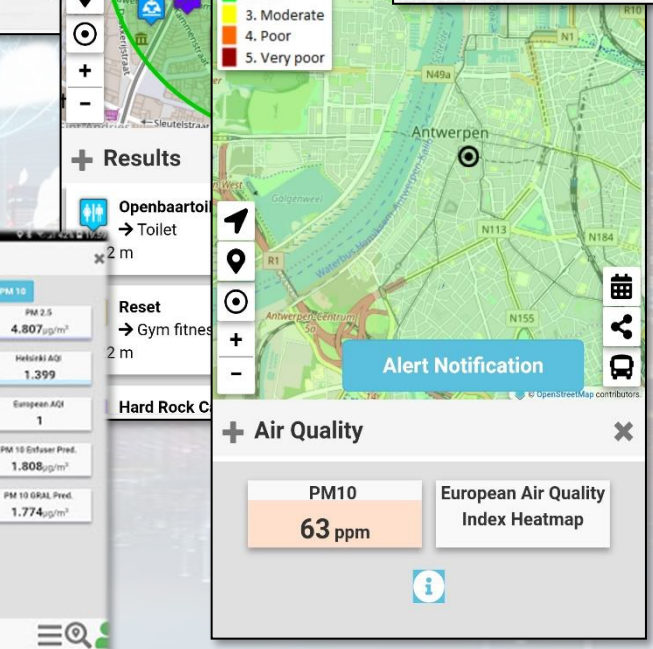 3. Moderate
4. Poor
5. Very poor
R10
N1
N49a
Antwerpen
Galgenweel
N113
N184
R1
N155
Antwerpen-Centrum
5a
Alert Notification
© OpenStreetMap contributors.
+
−
Air Quality
PM10
63 ppm
European Air Quality
Index Heatmap
+
−
Sleutelstraat
Results
→ Toilet
2 m
Reset
→ Gym
2 m
Hard Rock
PM 10
PM 2.5
4.807µg/m³
Helsinki AQI
1.399
European AQI
1
PM 10 Enfuser Pred.
1.808µg/m³
PM 10 GRAL Pred.
1.774µg/m³